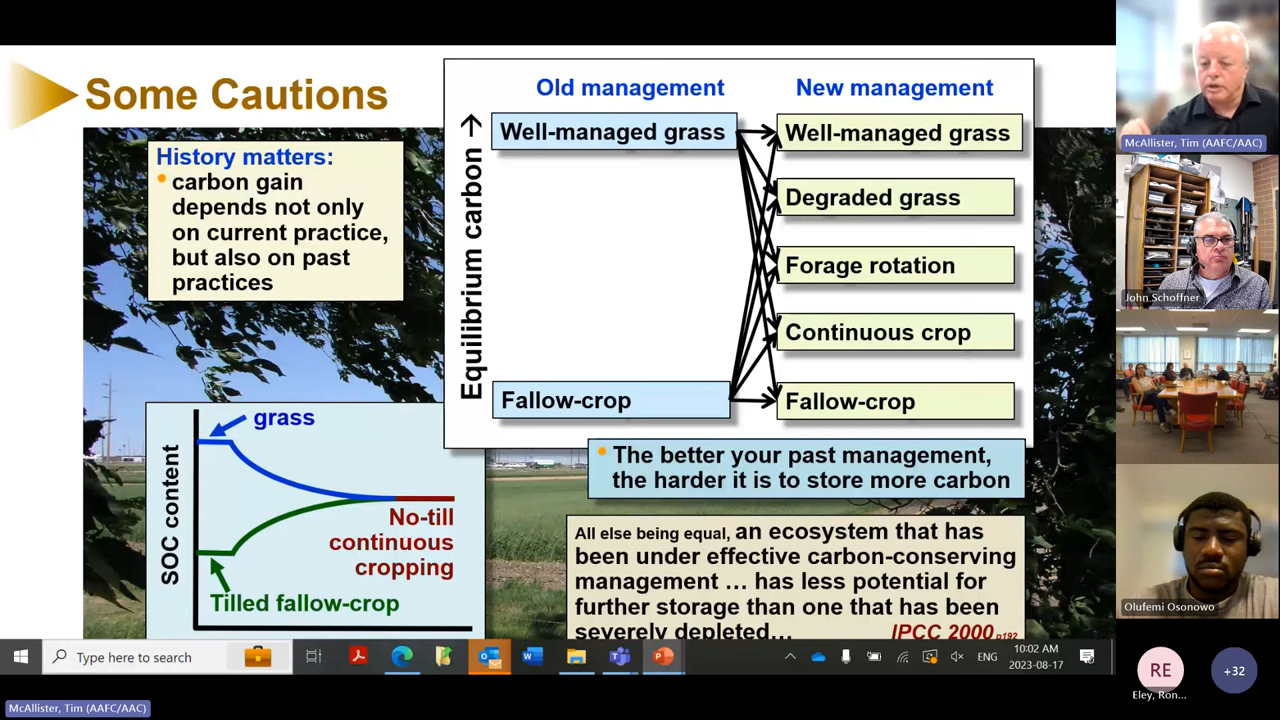 Some Cautions
History matters:
carbon gain
depends not only
on current practice,
but also on past
practices
Equilibrium carbon →
Old management
New management
Well-managed grass
Fallow-crop
Well-managed grass
Degraded grass
Forage rotation
Continuous crop
Fallow-crop
SOC content
grass
No-till
continuous
cropping
Tilled fallow-crop
The better your past management,
the harder it is to store more carbon
All else being equal, an ecosystem that has
been under effective carbon-conserving
management … has less potential for
further storage than one that has been
severely depleted… IPCC 2000 p192
McAllister, Tim (AAFC/AAC)
John Schoffner
Olufemi Osonowo
RE
Eley, Ron...
+32
Type here to search
ENG
10:02 AM
2023-08-17
McAllister, Tim (AAFC/AAC)